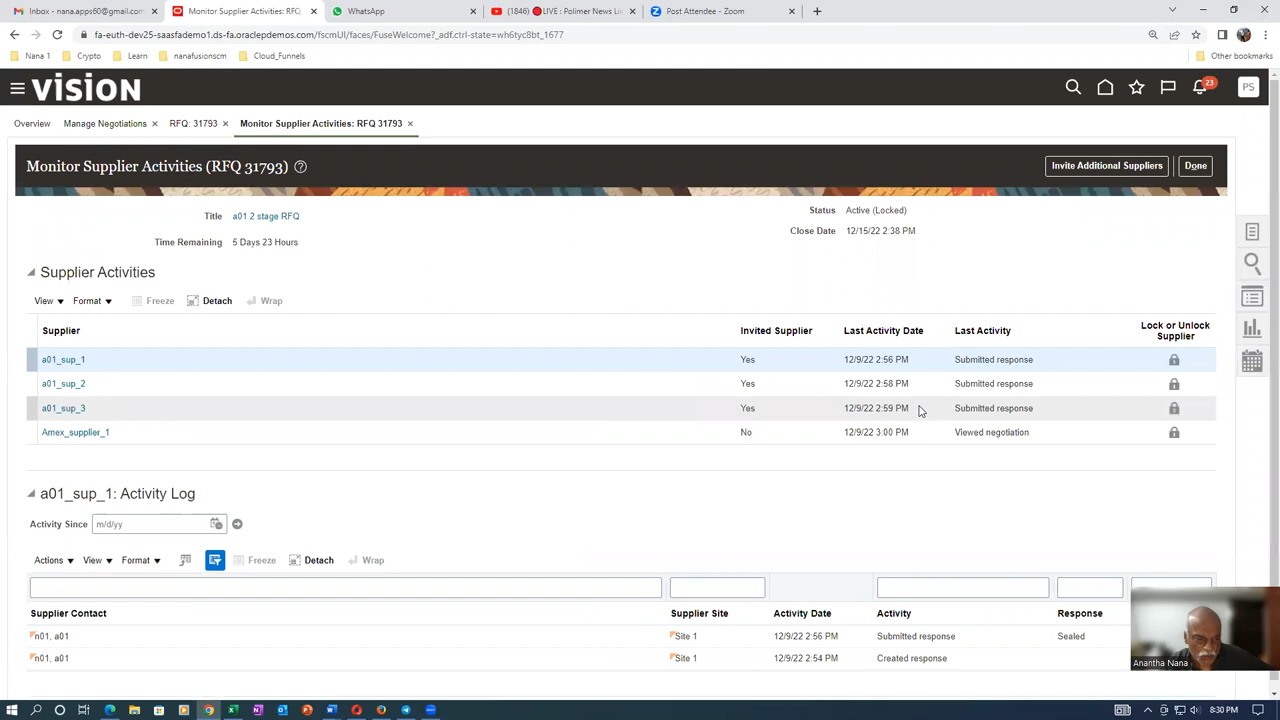 nana.apps60@gmail.com
Monitor Supplier Activities: RFQ
WhatsApp
(1846) LIVE : Polimer News Li
Post Attendee - Zoom
fa-euth-dev25-saasfademo1.ds-fa.oraclepdemos.com/fscmUI/faces/FuseWelcome?_adf.ctrl-state=wh6tyc8bt_1677
Nana 1 Crypto Learn nanafusionscm Cloud_Funnels Other bookmarks
VISION 23 PS
Overview Manage Negotiations × RFQ: 31793 × Monitor Supplier Activities: RFQ 31793 ×
Monitor Supplier Activities (RFQ 31793) ? Invite Additional Suppliers Done
Title a01 2 stage RFQ Status Active (Locked)
Time Remaining 5 Days 23 Hours Close Date 12/15/22 2:38 PM
Supplier Activities
View Format Freeze Detach Wrap
Supplier Invited Supplier Last Activity Date Last Activity Lock or Unlock Supplier
a01_sup_1 Yes 12/9/22 2:56 PM Submitted response
a01_sup_2 Yes 12/9/22 2:58 PM Submitted response
a01_sup_3 Yes 12/9/22 2:59 PM Submitted response
Amex_supplier_1 No 12/9/22 3:00 PM Viewed negotiation
a01_sup_1: Activity Log
Activity Since m/d/yy
Actions View Format Freeze Detach Wrap
Supplier Contact Supplier Site Activity Date Activity Response
n01, a01 Site 1 12/9/22 2:56 PM Submitted response Sealed
n01, a01 Site 1 12/9/22 2:54 PM Created response
Anantha Nana
8:30 PM